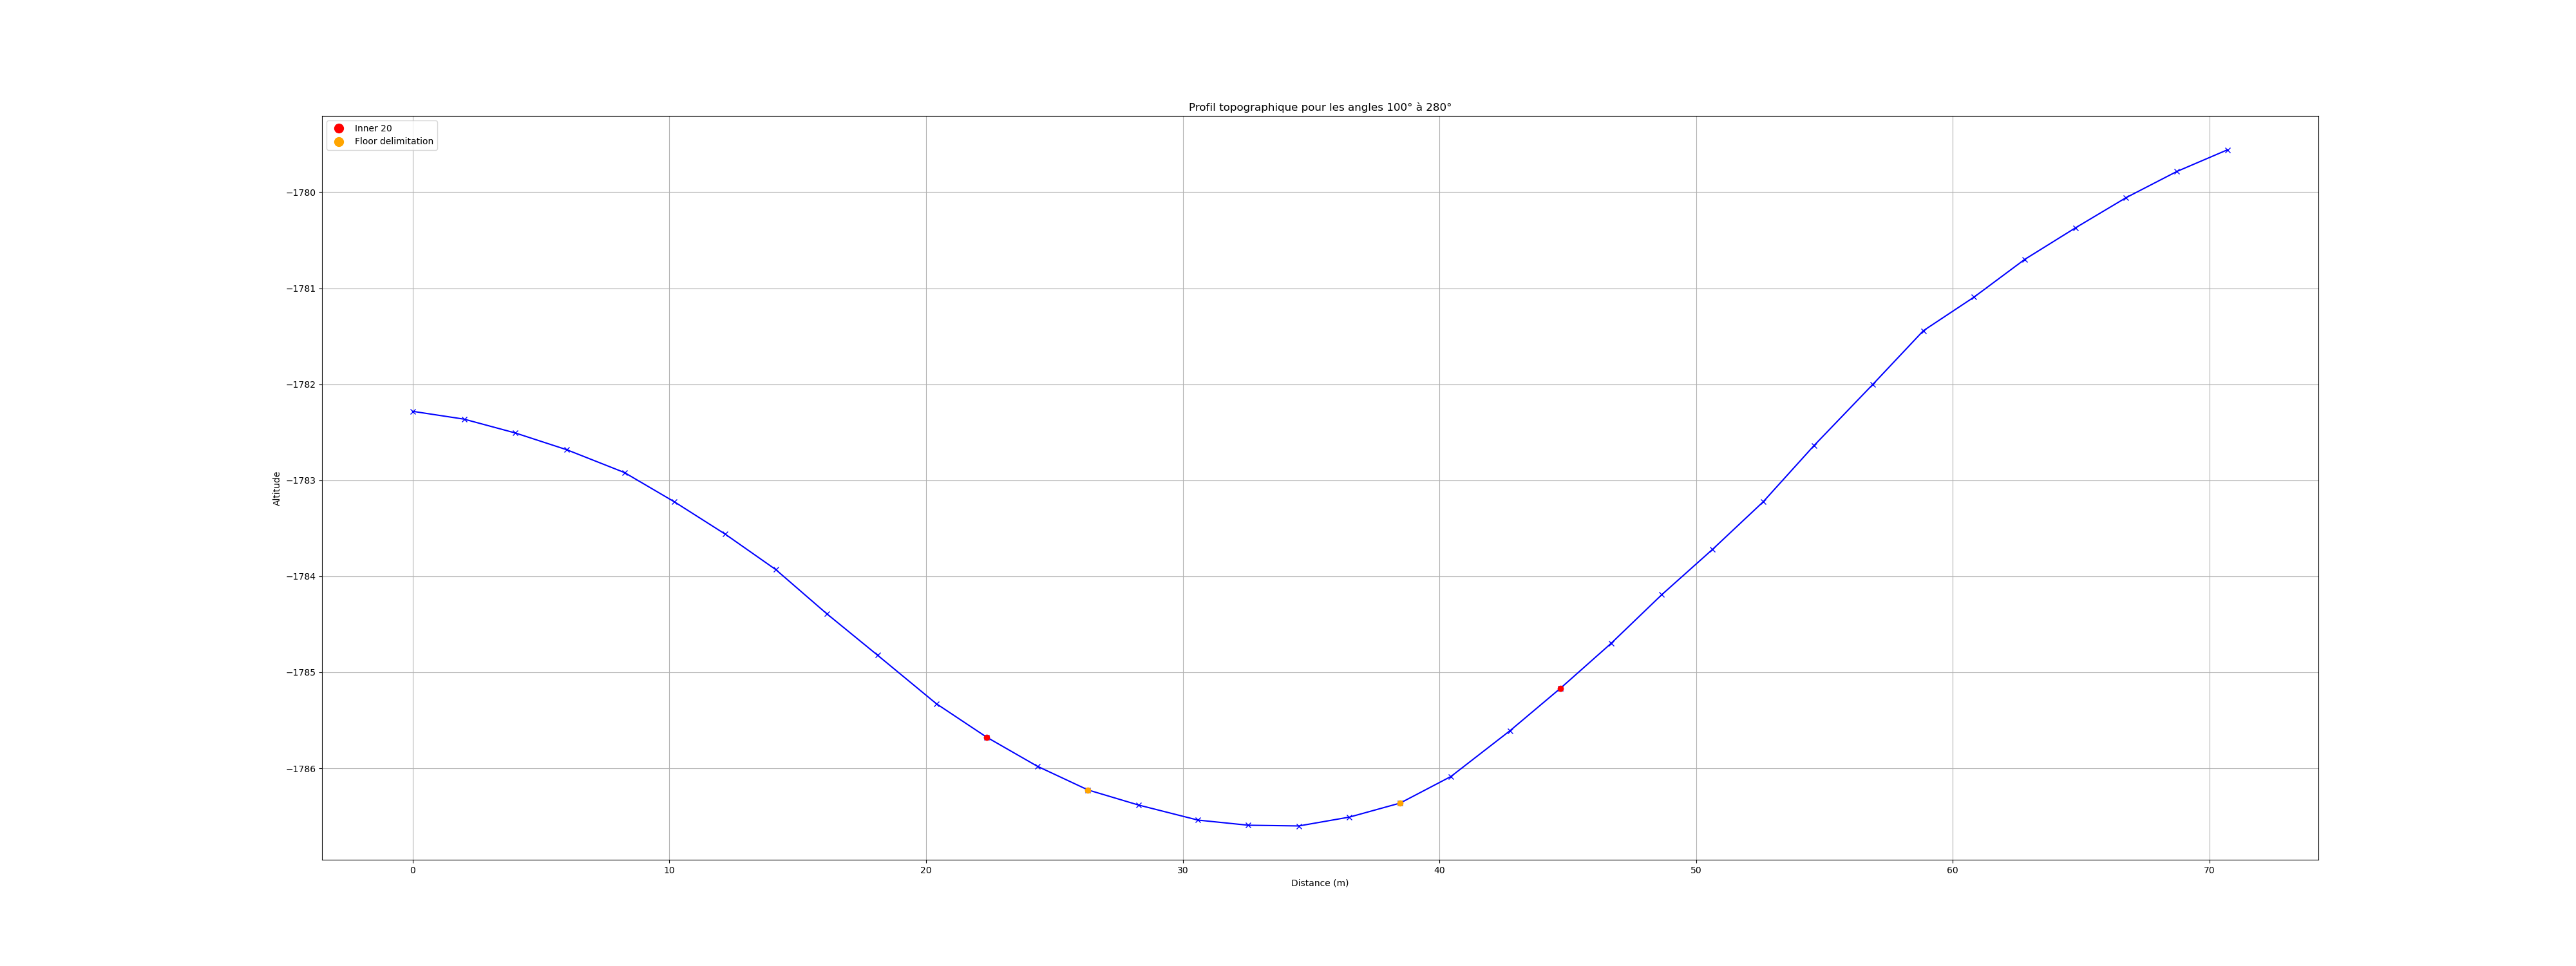 Profil topographique pour les angles 100° à 280°
Inner 20
Floor delimitation
Altitude
−1780
−1781
−1782
−1783
−1784
−1785
−1786
0 10 20 30 40 50 60 70
Distance (m)